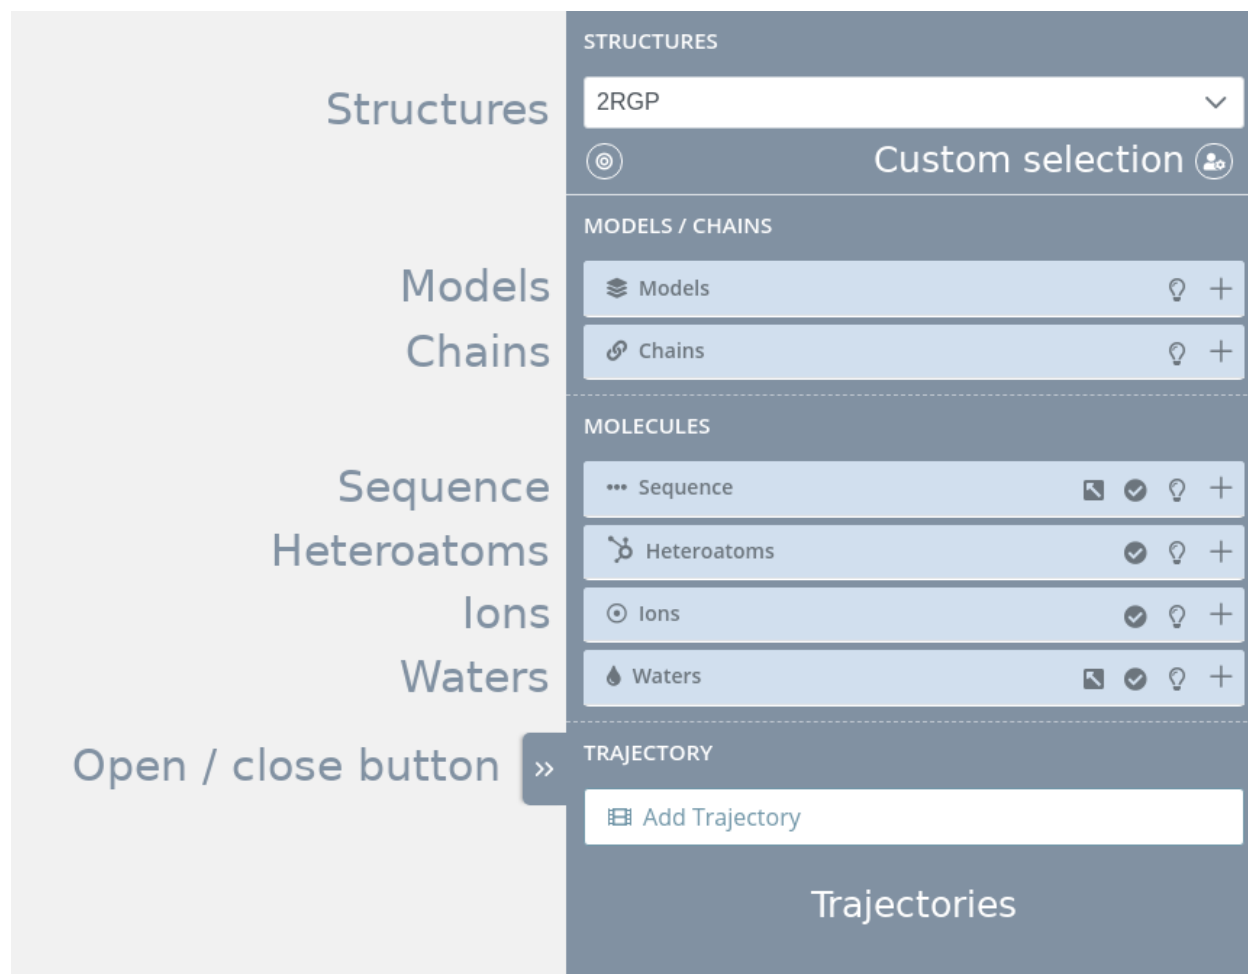 STRUCTURES
Structures
2RGP
Custom selection
MODELS / CHAINS
Models
Models
Chains
Chains
MOLECULES
Sequence
Sequence
Heteroatoms
Heteroatoms
Ions
Ions
Waters
Waters
Open / close button
TRAJECTORY
Add Trajectory
Trajectories